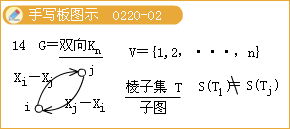 手写板图示 0220-02
14 G=双向Kn V={1,2,···,n}
Xi-Xj j
棱子集 T S(Ti)≠S(Tj)
i Xj-Xi 子图